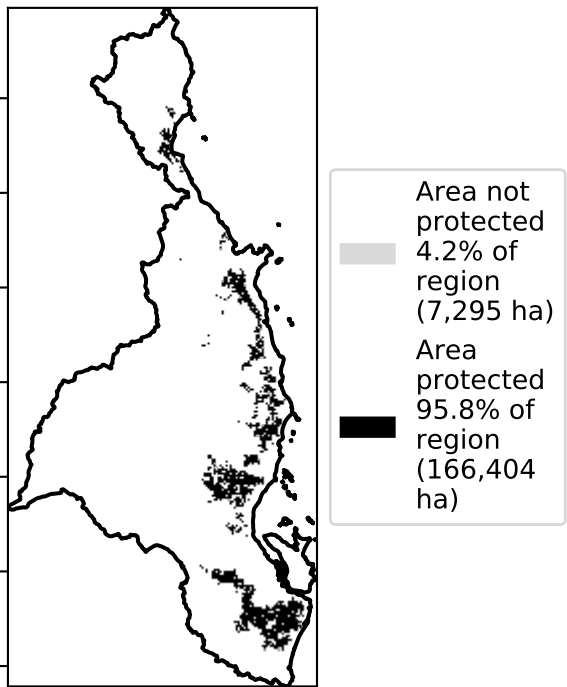 Area not
protected
4.2% of
region
(7,295 ha)
Area
protected
95.8% of
region
(166,404
ha)